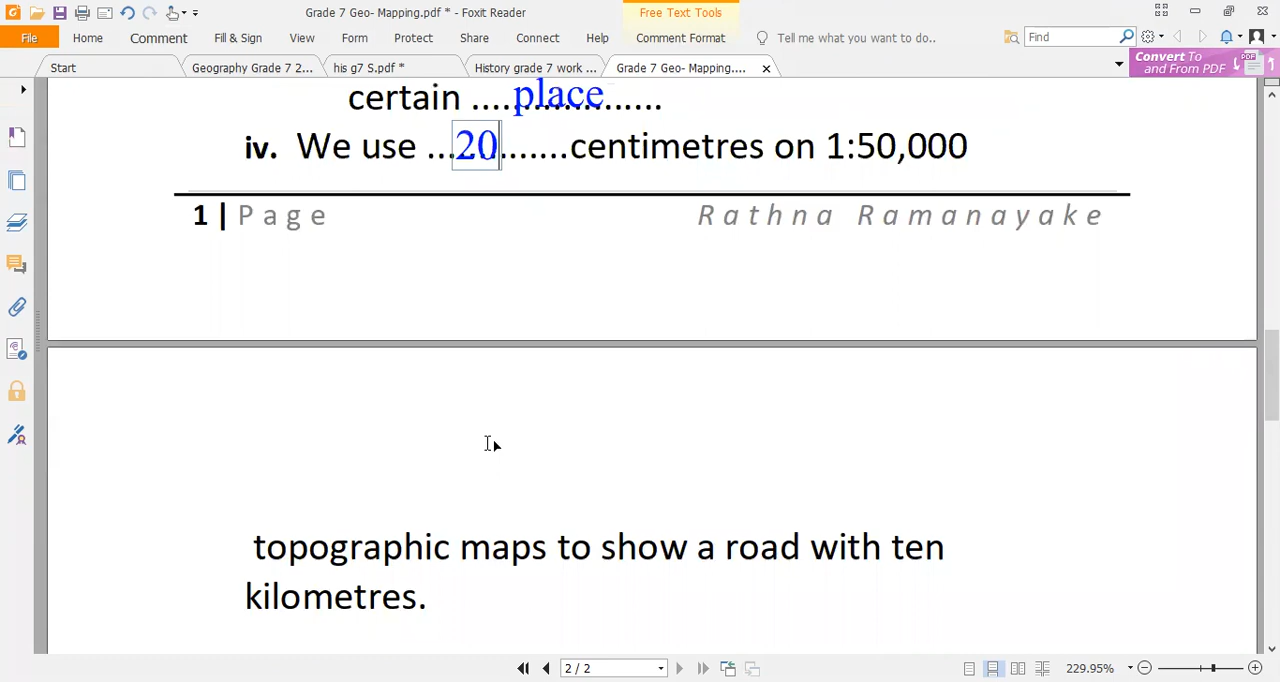 Grade 7 Geo- Mapping.pdf * - Foxit Reader
Free Text Tools
File Home Comment Fill & Sign View Form Protect Share Connect Help Comment Format Tell me what you want to do.. Find
Start Geography Grade 7 2... his g7 S.pdf * History grade 7 work ... Grade 7 Geo- Mapping.... Convert To
and From PDF
PDF
certain ....place..................
iv. We use ...20.......centimetres on 1:50,000
1 | Page Rathna Ramanayake
topographic maps to show a road with ten
kilometres.
2 / 2 229.95%